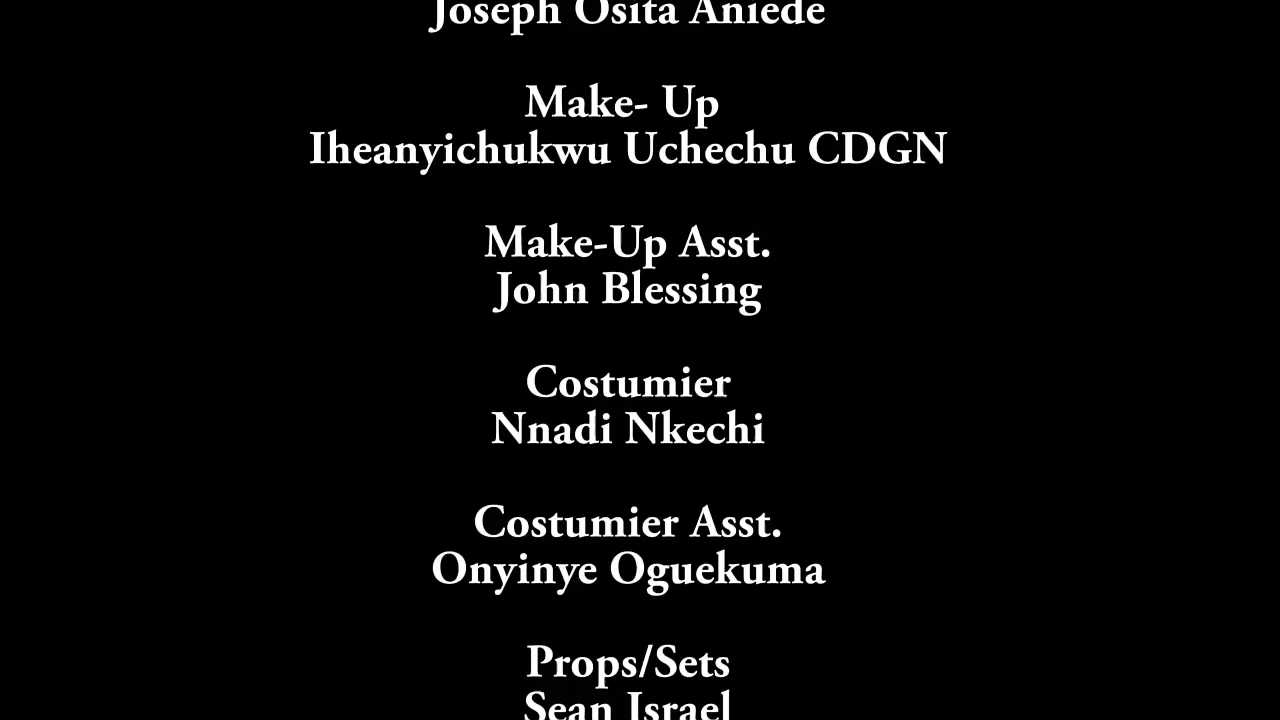 Joseph Osita Aniede
Make- Up
Iheanyichukwu Uchechu CDGN
Make-Up Asst.
John Blessing
Costumier
Nnadi Nkechi
Costumier Asst.
Onyinye Oguekuma
Props/Sets
Sean Israel